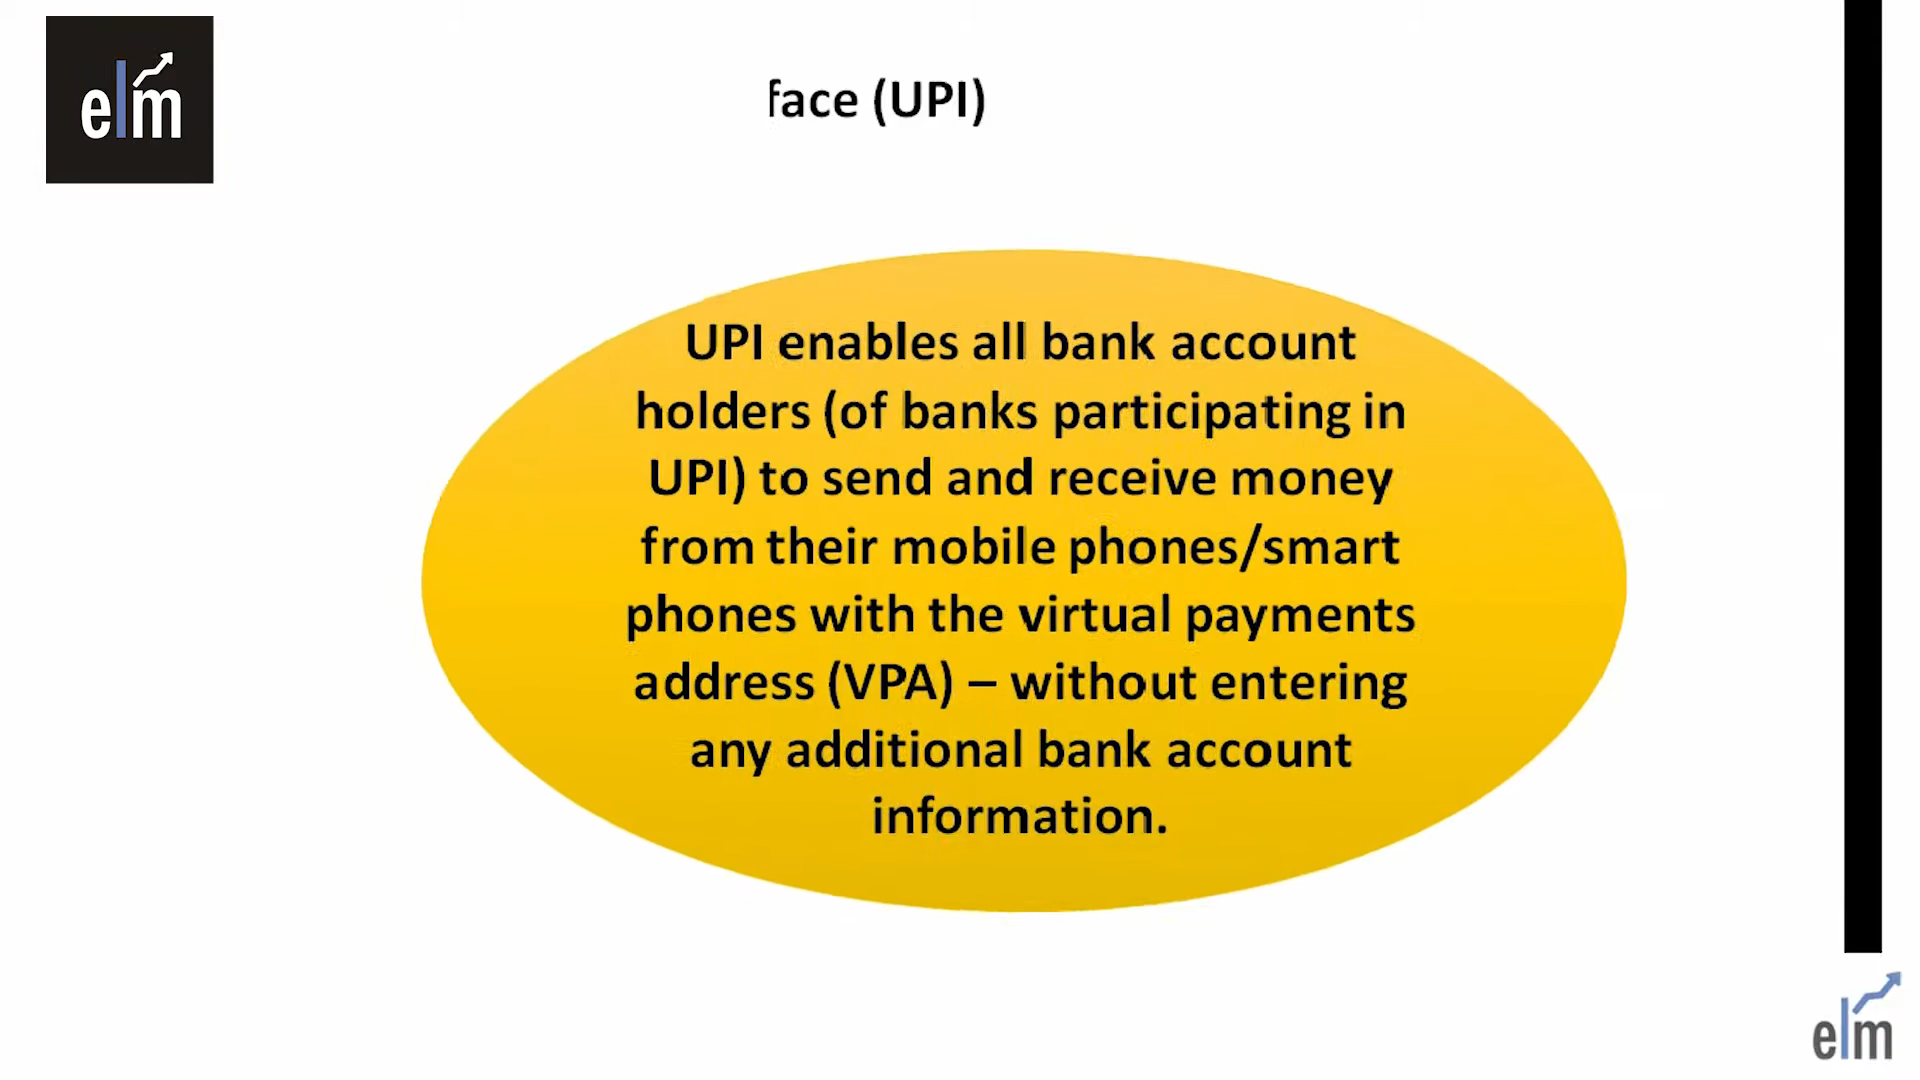 elm
face (UPI)
UPI enables all bank account
holders (of banks participating in
UPI) to send and receive money
from their mobile phones/smart
phones with the virtual payments
address (VPA) – without entering
any additional bank account
information.
elm